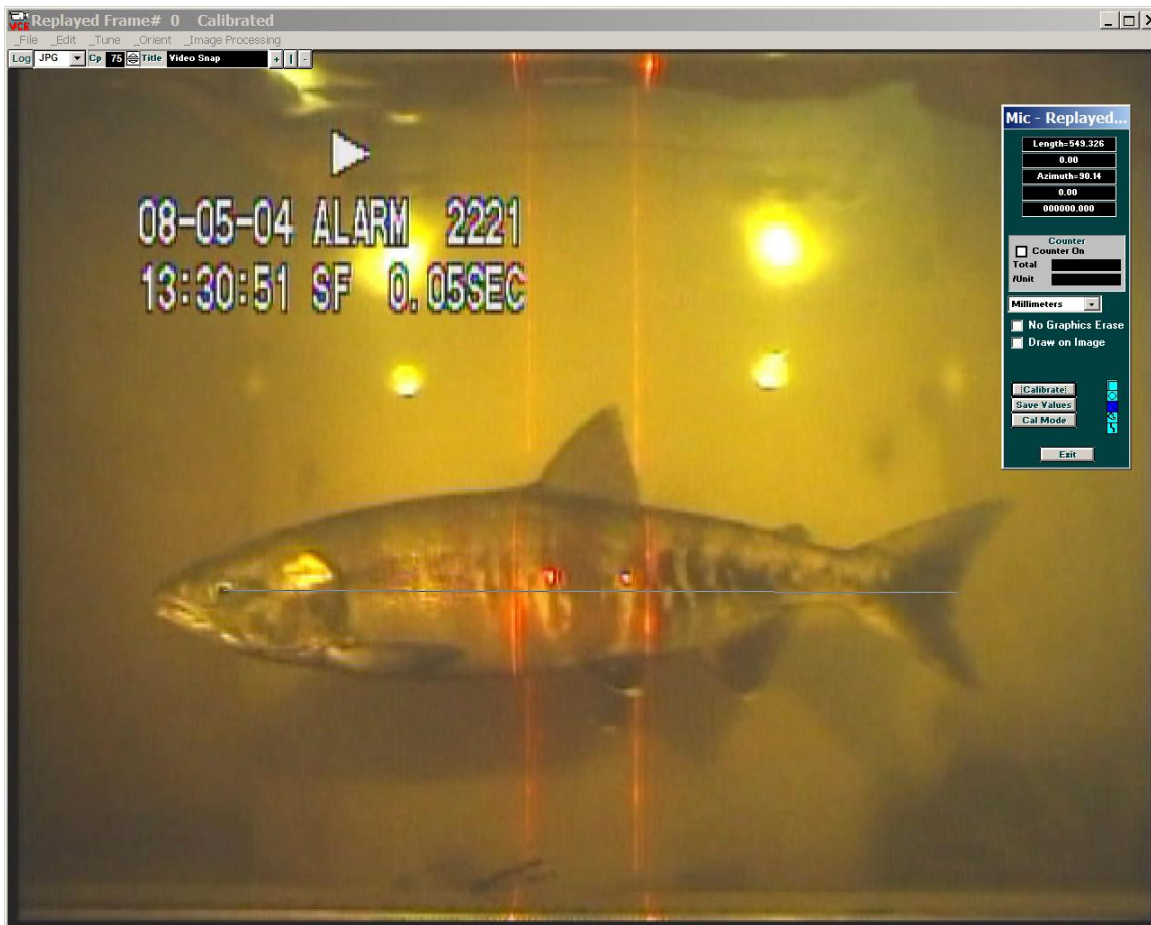 VCR Replayed Frame# 0 Calibrated
_File _Edit _Tune _Orient _Image Processing
Log JPG Cp 75 Title Video Snap + | -
08-05-04 ALARM 2221
13:30:51 SF 0.05SEC
Mic - Replayed...
Length=549.326
0.00
Azimuth=90.14
0.00
000000.000
Counter
Counter On
Total
/Unit
Millimeters
No Graphics Erase
Draw on Image
Calibrate
Save Values
Cal Mode
Exit